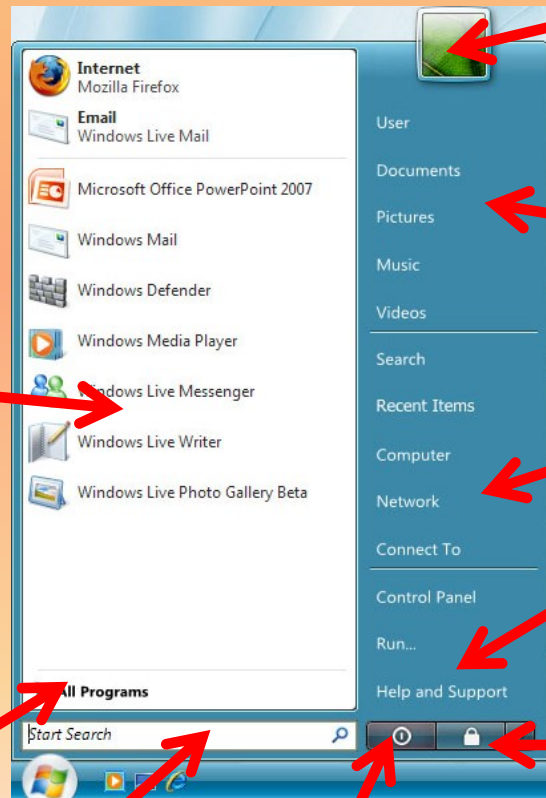 Internet
Mozilla Firefox
Email
Windows Live Mail
Microsoft Office PowerPoint 2007
Windows Mail
Windows Defender
Windows Media Player
Windows Live Messenger
Windows Live Writer
Windows Live Photo Gallery Beta
All Programs
Start Search
User
Documents
Pictures
Music
Videos
Search
Recent Items
Computer
Network
Connect To
Control Panel
Run...
Help and Support